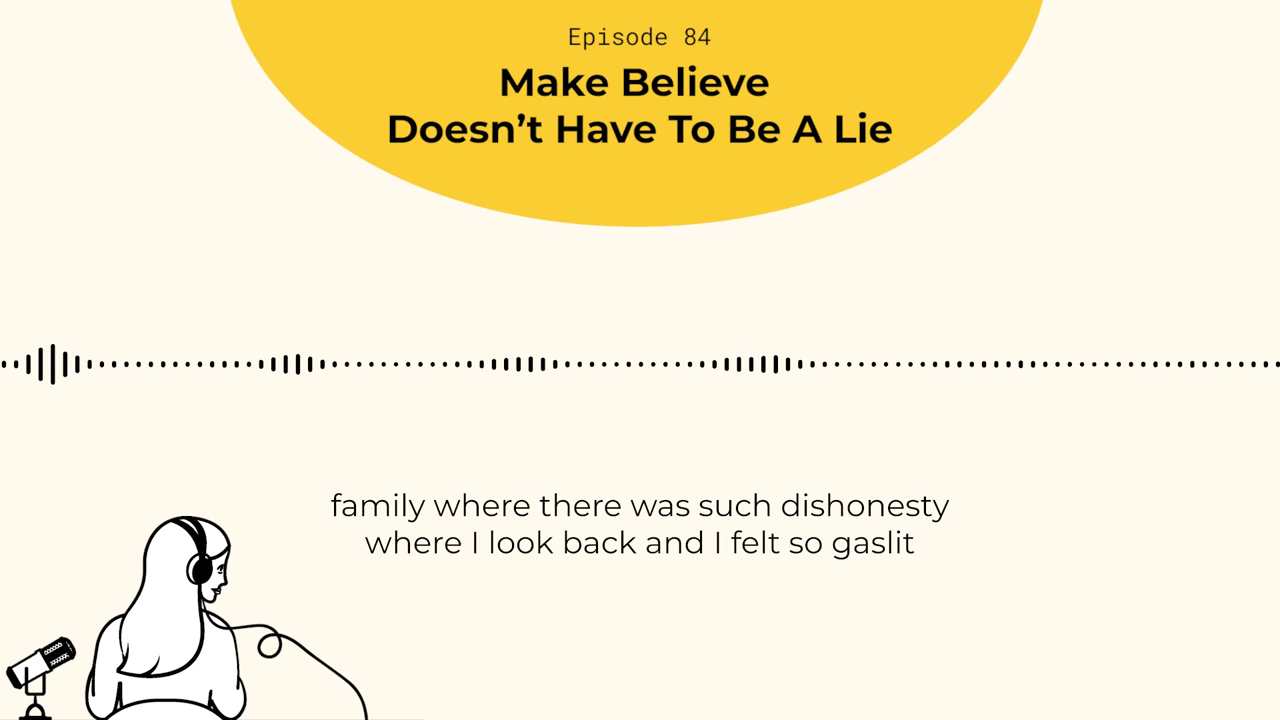 Episode 84
Make Believe
Doesn’t Have To Be A Lie
family where there was such dishonesty
where I look back and I felt so gaslit